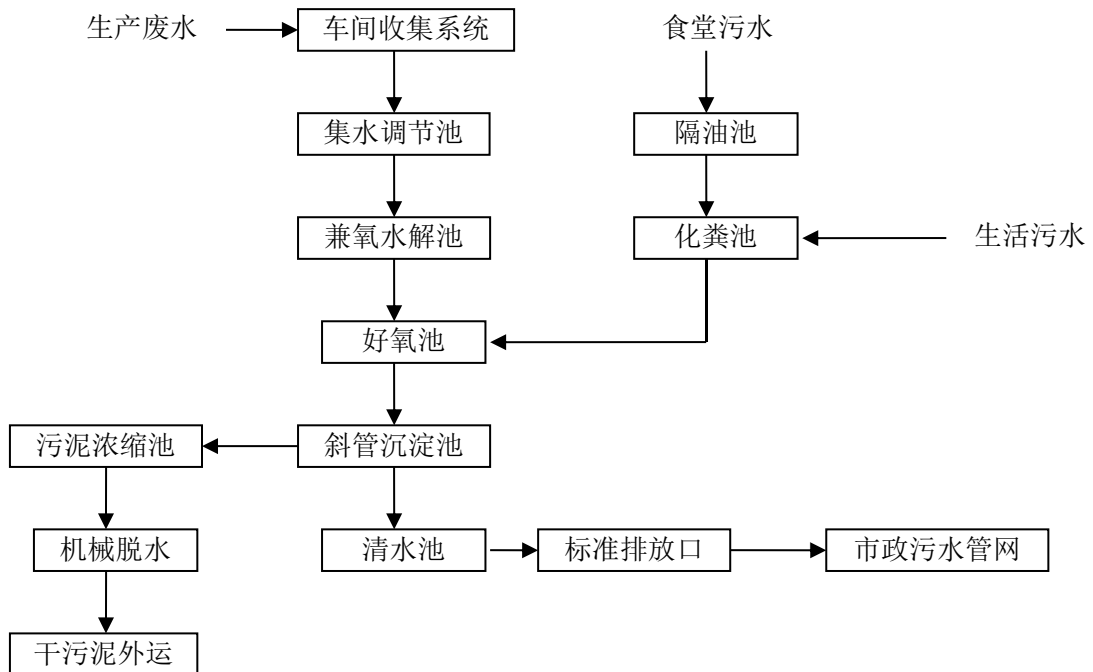 生产废水
车间收集系统
食堂污水
集水调节池
隔油池
兼氧水解池
化粪池
生活污水
好氧池
污泥浓缩池
斜管沉淀池
机械脱水
清水池
标准排放口
市政污水管网
干污泥外运